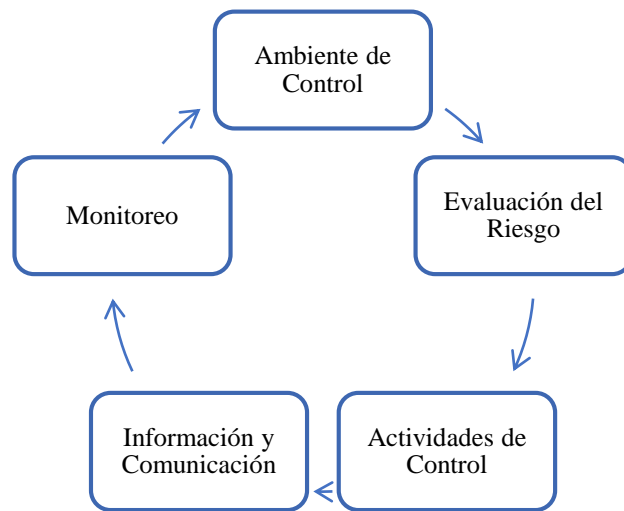 Ambiente de
Control
Evaluación del
Riesgo
Actividades de
Control
Información y
Comunicación
Monitoreo